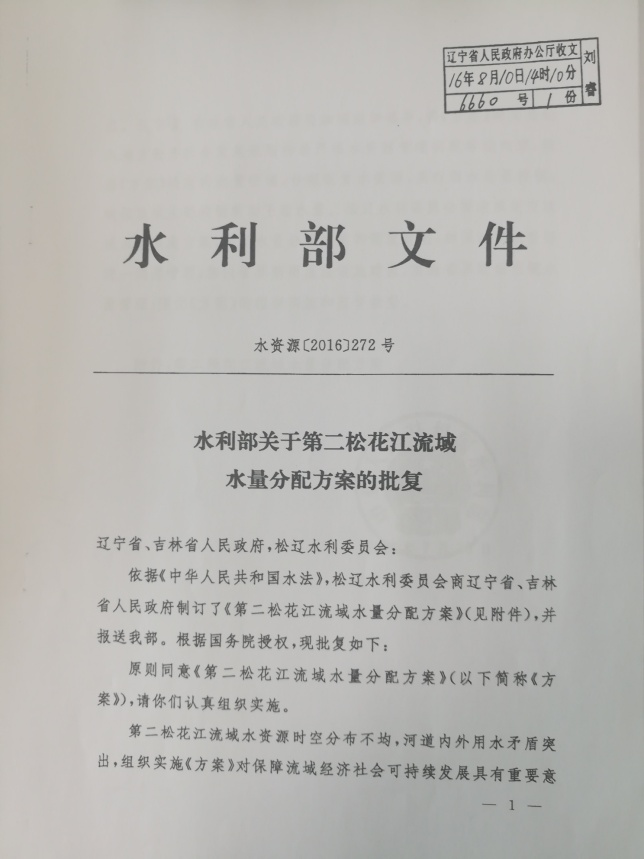 辽宁省人民政府办公厅收文
16年8月10日14时10分
6660 号 1 份
刘睿
水利部文件
水资源〔2016〕272号
水利部关于第二松花江流域
水量分配方案的批复
辽宁省、吉林省人民政府,松辽水利委员会:
依据《中华人民共和国水法》,松辽水利委员会商辽宁省、吉林
省人民政府制订了《第二松花江流域水量分配方案》(见附件),并
报送我部。根据国务院授权,现批复如下:
原则同意《第二松花江流域水量分配方案》(以下简称《方
案》),请你们认真组织实施。
第二松花江流域水资源时空分布不均,河道内外用水矛盾突
出,组织实施《方案》对保障流域经济社会可持续发展具有重要意
— 1 —